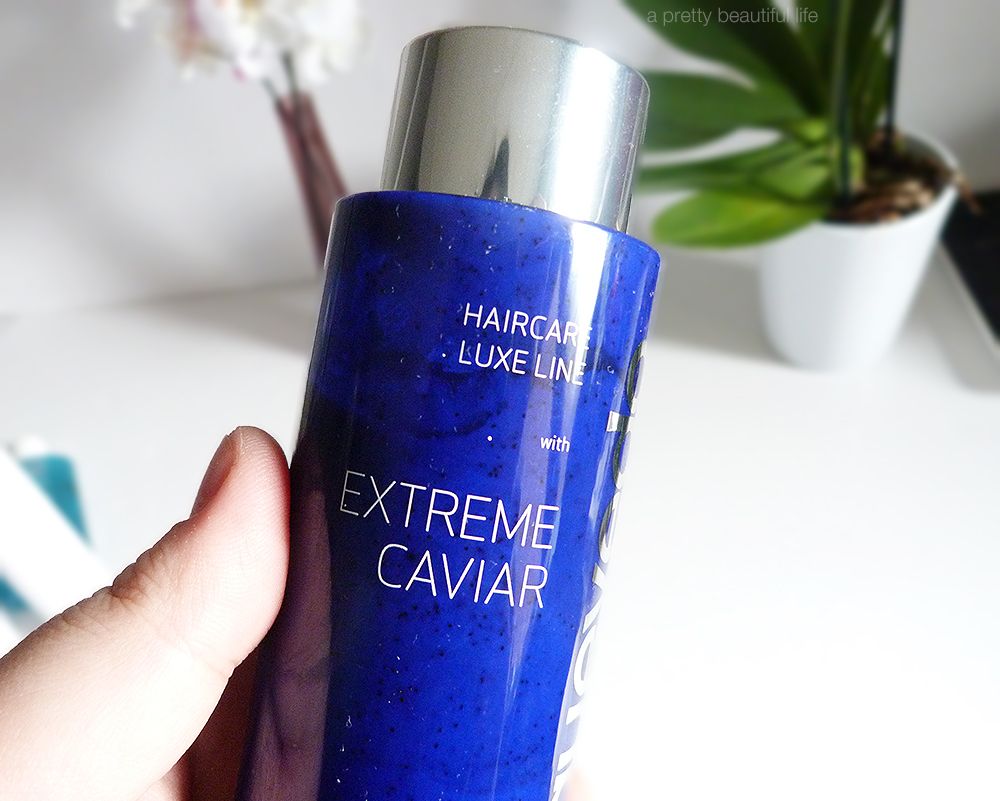 a pretty beautiful life
HAIRCARE
LUXE LINE
with
EXTREME
CAVIAR